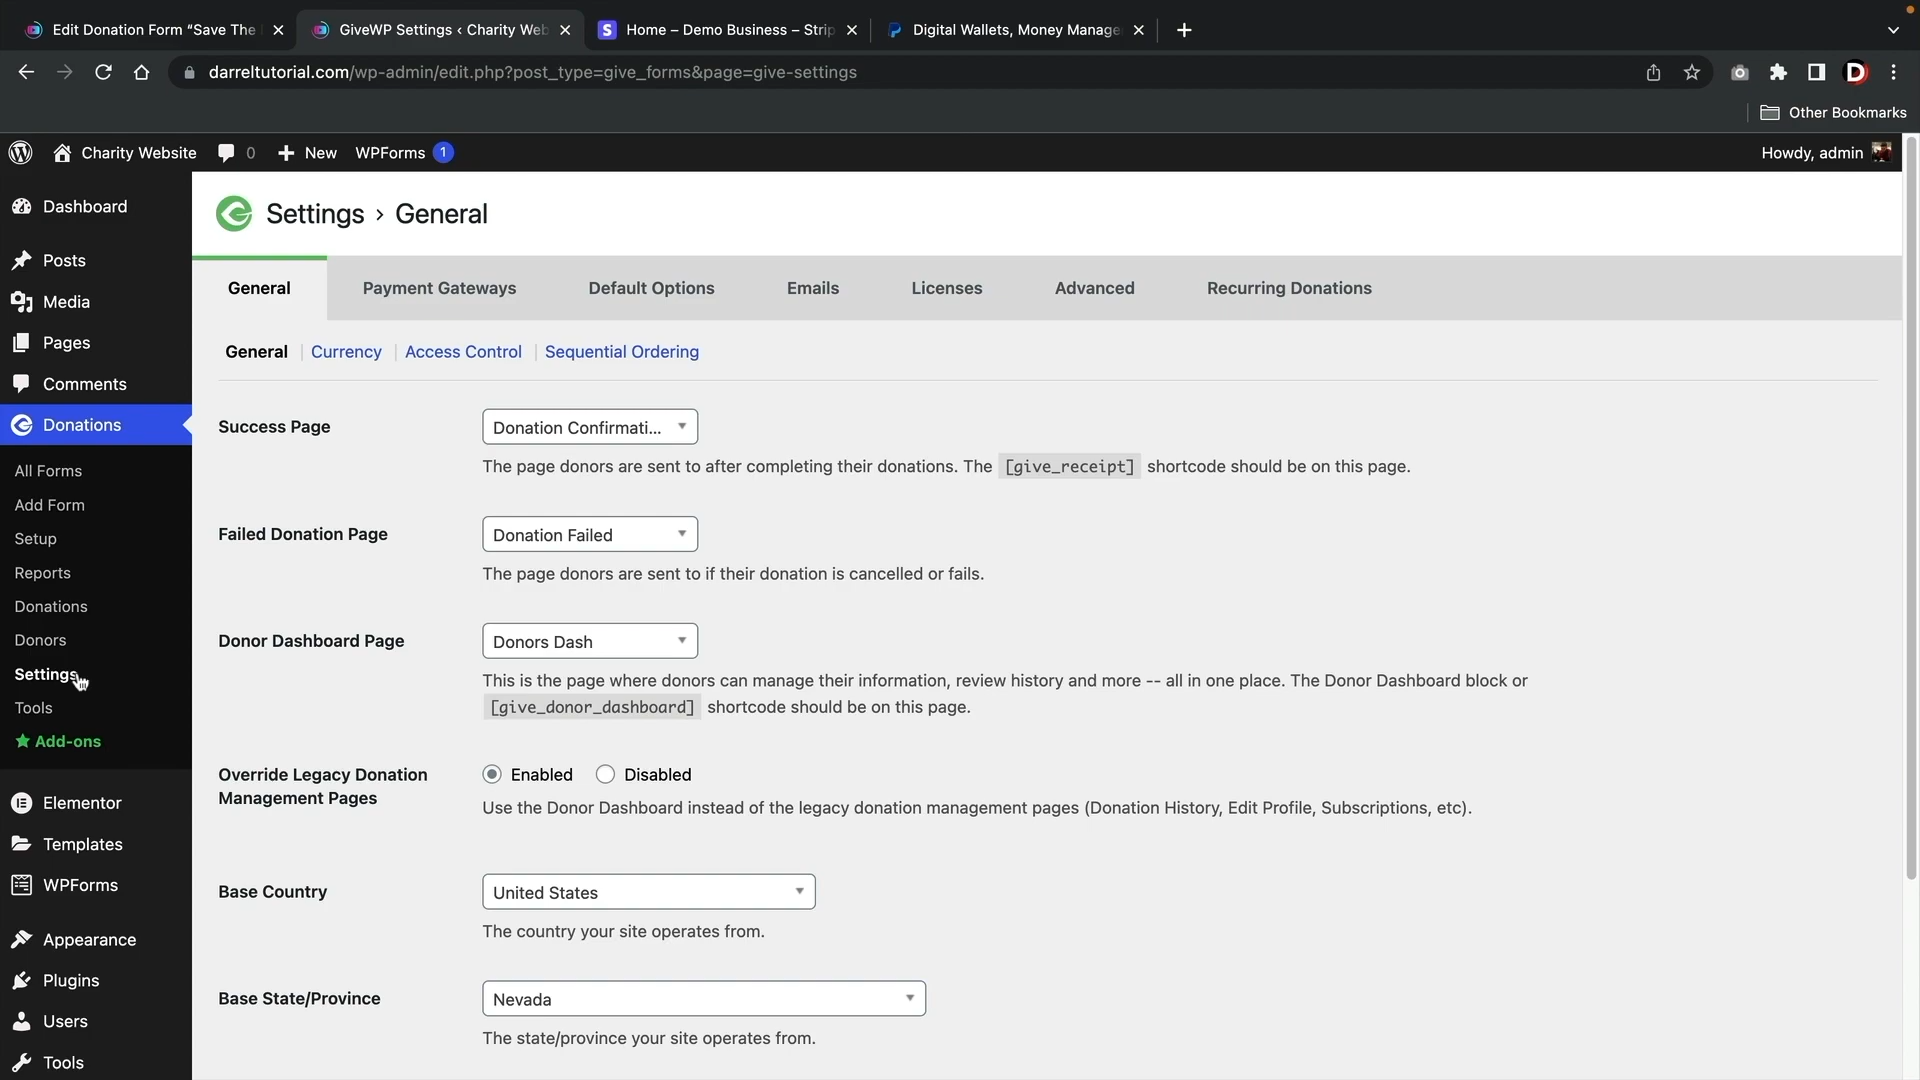 Edit Donation Form “Save The
GiveWP Settings ‹ Charity Web
Home – Demo Business – Strip
Digital Wallets, Money Manage
darreltutorial.com/wp-admin/edit.php?post_type=give_forms&page=give-settings
Other Bookmarks
Charity Website
0
New
WPForms 1
Howdy, admin
Dashboard
Posts
Media
Pages
Comments
Donations
All Forms
Add Form
Setup
Reports
Donations
Donors
Settings
Tools
Add-ons
Elementor
Templates
WPForms
Appearance
Plugins
Users
Tools
Settings › General
General Payment Gateways Default Options Emails Licenses Advanced Recurring Donations
General | Currency | Access Control | Sequential Ordering
Success Page
Donation Confirmati...
The page donors are sent to after completing their donations. The [give_receipt] shortcode should be on this page.
Failed Donation Page
Donation Failed
The page donors are sent to if their donation is cancelled or fails.
Donor Dashboard Page
Donors Dash
This is the page where donors can manage their information, review history and more -- all in one place. The Donor Dashboard block or
[give_donor_dashboard] shortcode should be on this page.
Override Legacy Donation
Management Pages
Enabled Disabled
Use the Donor Dashboard instead of the legacy donation management pages (Donation History, Edit Profile, Subscriptions, etc).
Base Country
United States
The country your site operates from.
Base State/Province
Nevada
The state/province your site operates from.